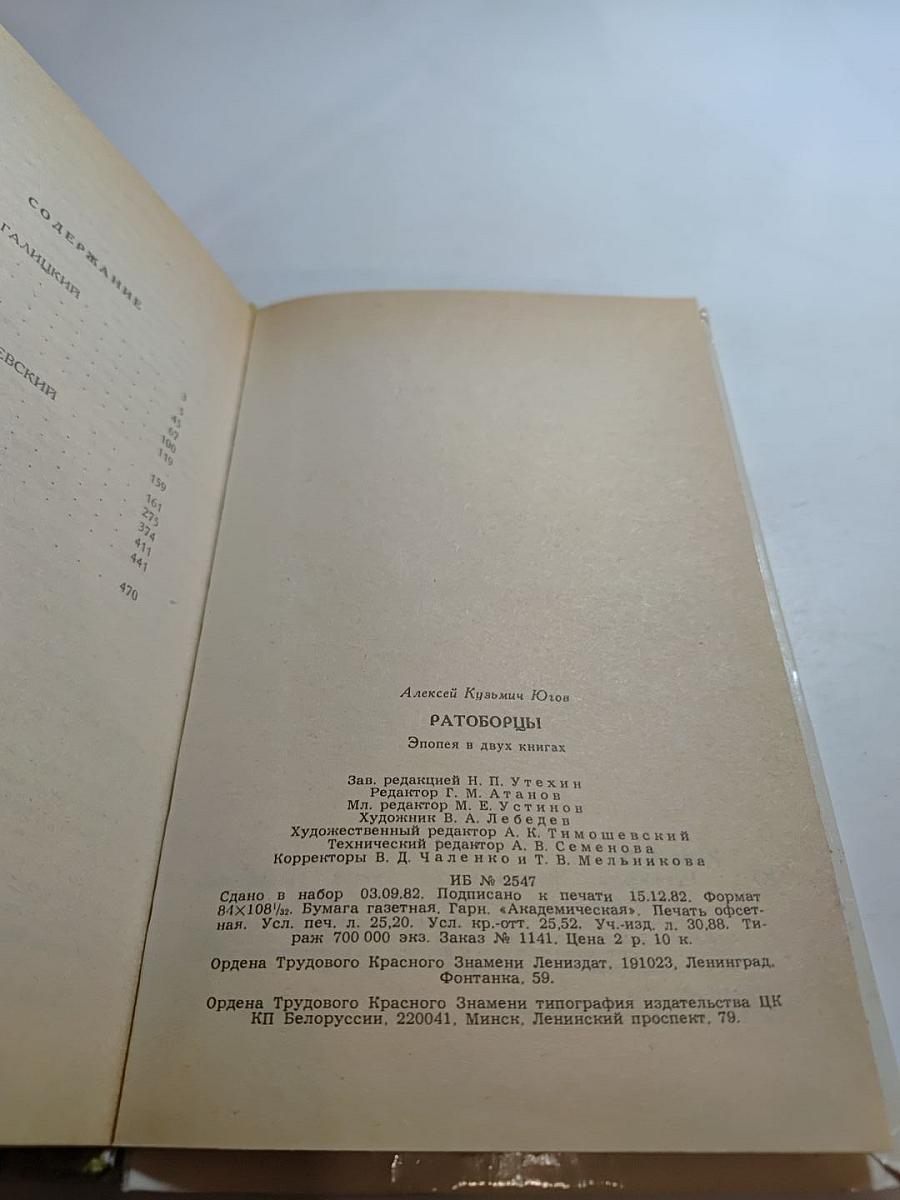 СОДЕРЖАНИЕ
ГАЛИЦКИЙ
ЕВСКИЙ
3
5
45
67
100
119
159
161
275
374
411
441
470
Алексей Кузьмич Югов
РАТОБОРЦЫ
Эпопея в двух книгах
Зав. редакцией Н. П. Утехин
Редактор Г. М. Атанов
Мл. редактор М. Е. Устинов
Художник В. А. Лебедев
Художественный редактор А. К. Тимошевский
Технический редактор А. В. Семенова
Корректоры В. Д. Чаленко и Т. В. Мельникова
ИБ № 2547
Сдано в набор 03.09.82. Подписано к печати 15.12.82. Формат
84×108¹/₃₂. Бумага газетная. Гарн. «Академическая». Печать офсет-
ная. Усл. печ. л. 25,20. Усл. кр.-отт. 25,52. Уч.-изд. л. 30,88. Ти-
раж 700 000 экз. Заказ № 1141. Цена 2 р. 10 к.
Ордена Трудового Красного Знамени Лениздат, 191023, Ленинград,
Фонтанка, 59.
Ордена Трудового Красного Знамени типография издательства ЦК
КП Белоруссии, 220041, Минск, Ленинский проспект, 79.